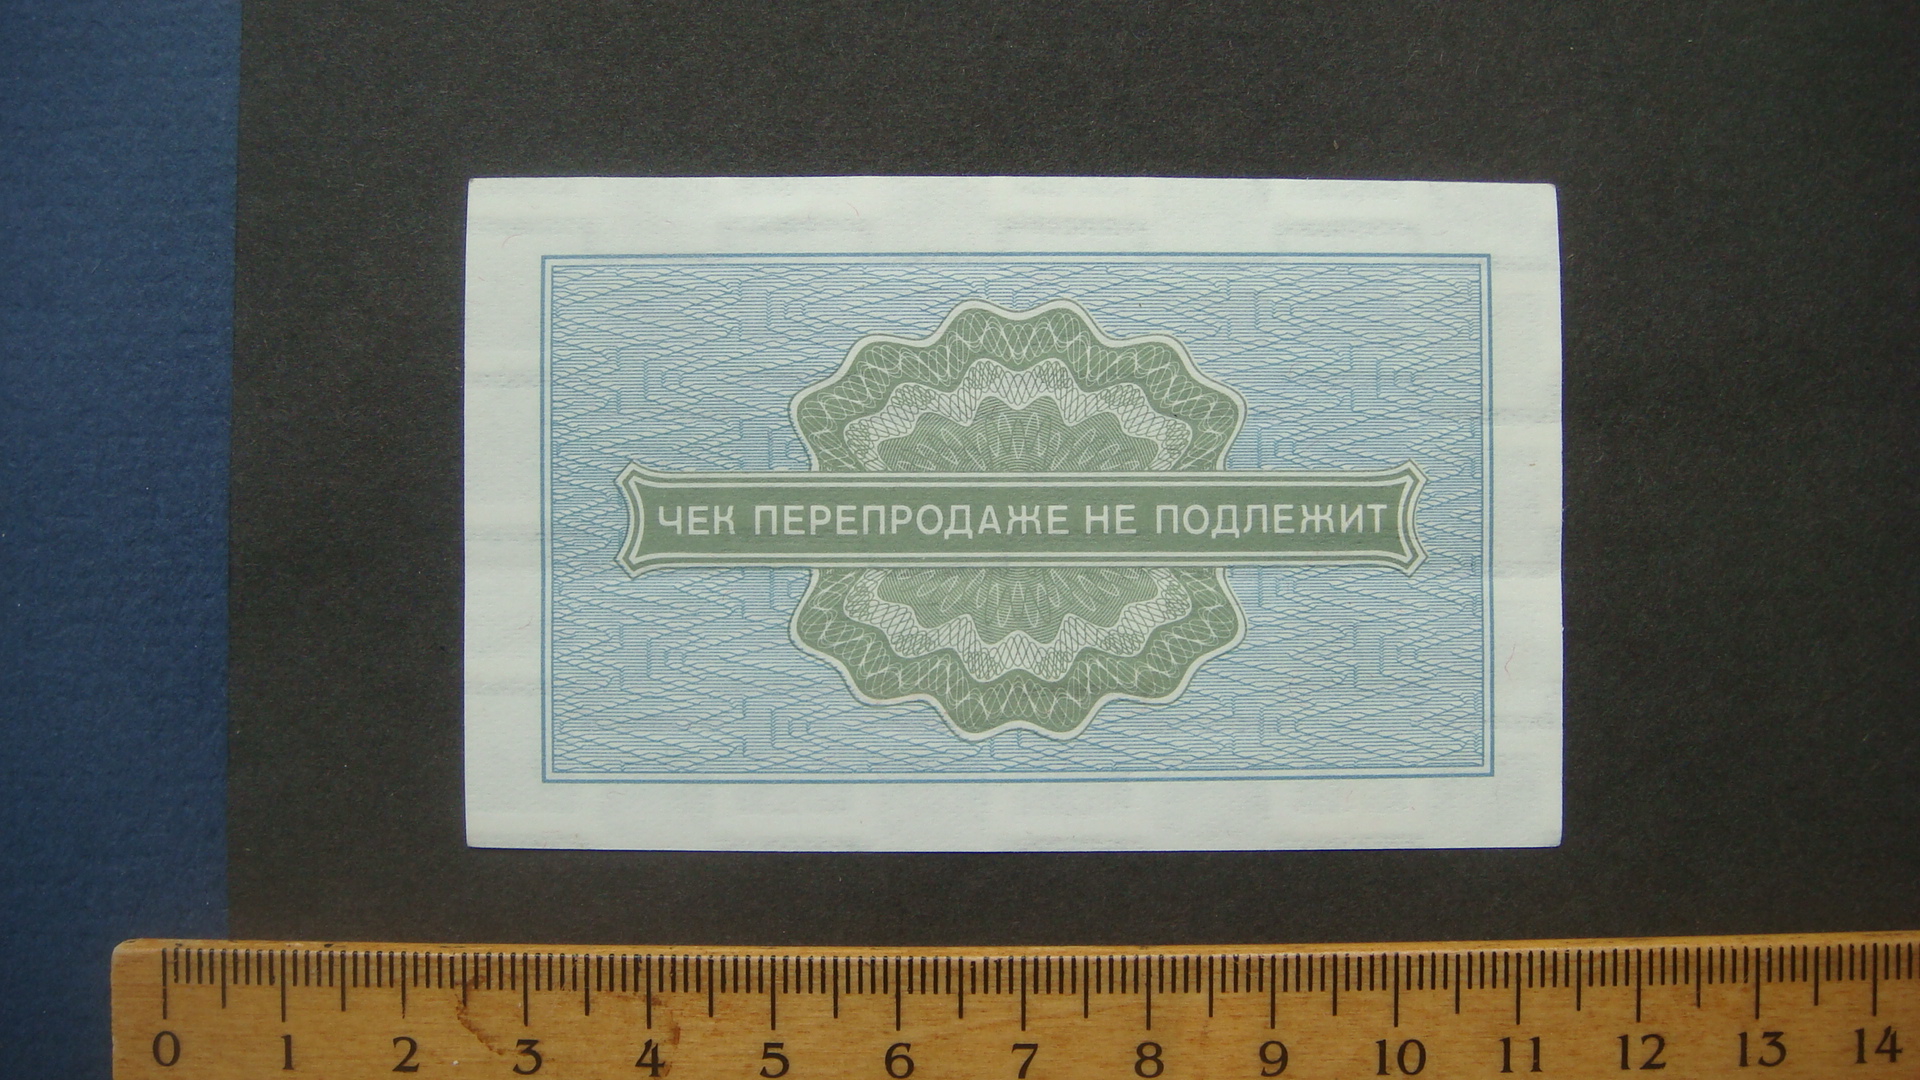 ЧЕК ПЕРЕПРОДАЖЕ НЕ ПОДЛЕЖИТ
0 1 2 3 4 5 6 7 8 9 10 11 12 13 14